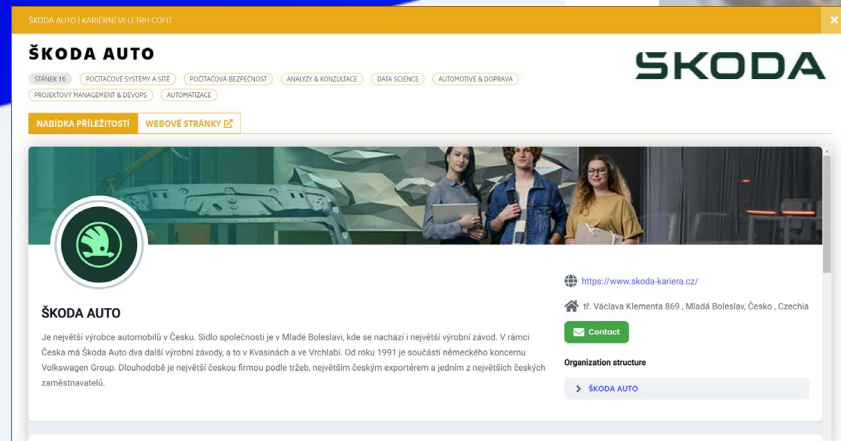 ŠKODA AUTO | KARIÉRNÍ VELETRH COFIT
ŠKODA AUTO
ŠKODA
STÁNEK 16 POČÍTAČOVÉ SYSTÉMY A SÍTĚ POČÍTAČOVÁ BEZPEČNOST ANALÝZY & KONZULTACE DATA SCIENCE AUTOMOTIVE & DOPRAVA
PROJEKTOVÝ MANAGEMENT & DEVOPS AUTOMATIZACE
NABÍDKA PŘÍLEŽITOSTÍ WEBOVÉ STRÁNKY
https://www.skoda-kariera.cz/
tř. Václava Klementa 869 , Mladá Boleslav, Česko , Czechia
Contact
Organization structure
ŠKODA AUTO
ŠKODA AUTO
Je největší výrobce automobilů v Česku. Sídlo společnosti je v Mladé Boleslavi, kde se nachází i největší výrobní závod. V rámci
Česka má Škoda Auto dva další výrobní závody, a to v Kvasinách a ve Vrchlabí. Od roku 1991 je součástí německého koncernu
Volkswagen Group. Dlouhodobě je největší českou firmou podle tržeb, největším českým exportérem a jedním z největších českých
zaměstnavatelů.